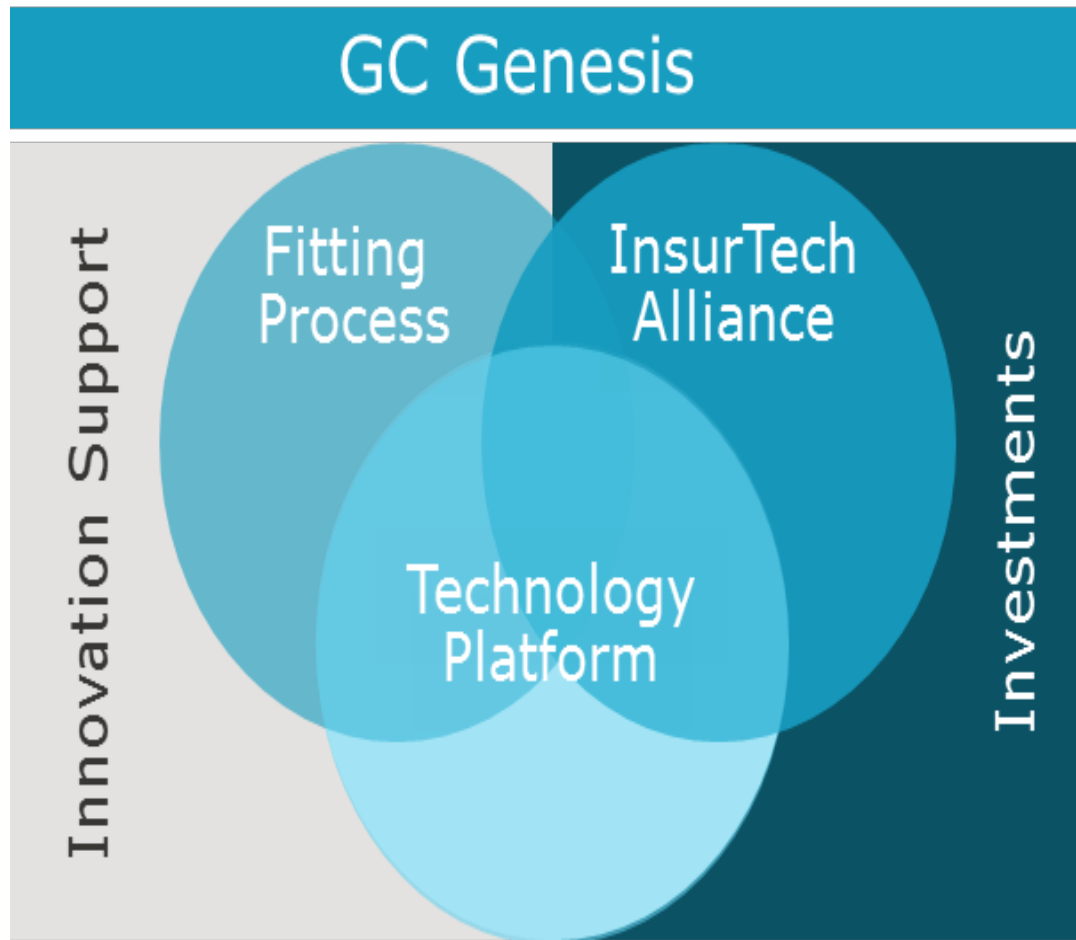 GC Genesis
Innovation Support
Fitting
Process
InsurTech
Alliance
Technology
Platform
Investments